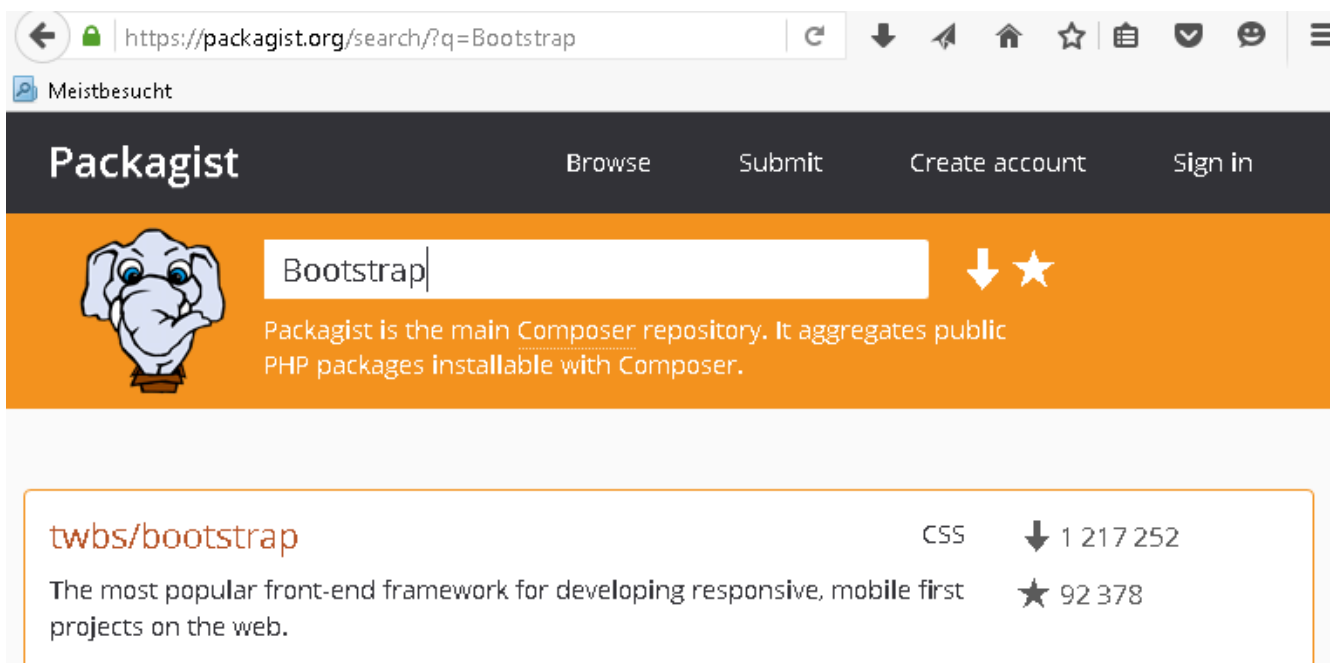 https://packagist.org/search/?q=Bootstrap
Meistbesucht
Packagist Browse Submit Create account Sign in
Bootstrap
Packagist is the main Composer repository. It aggregates public
PHP packages installable with Composer.
twbs/bootstrap CSS 1 217 252
The most popular front-end framework for developing responsive, mobile first 92 378
projects on the web.